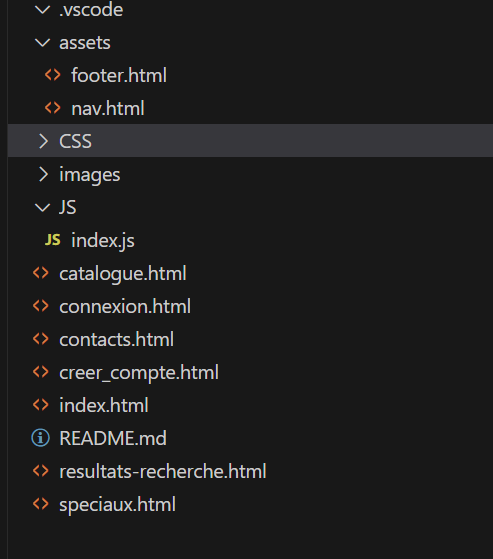 .vscode
assets
footer.html
nav.html
CSS
images
JS
JS index.js
catalogue.html
connexion.html
contacts.html
creer_compte.html
index.html
README.md
resultats-recherche.html
speciaux.html